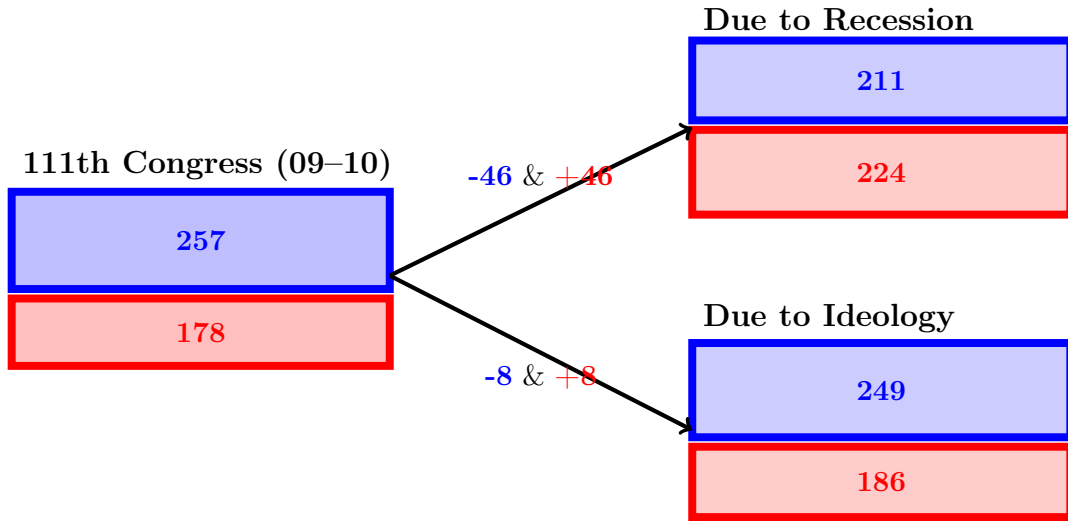 Due to Recession
211
224
111th Congress (09–10)
257
178
-46 & +46
-8 & +8
Due to Ideology
249
186